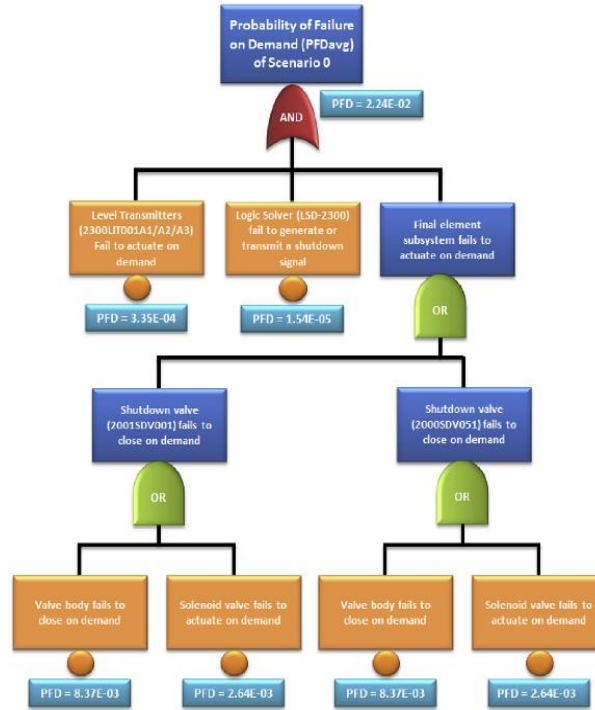 Probability of Failure
on Demand (PFDavg)
of Scenario 0
PFD = 2.24E-02
AND
Level Transmitters
(2300LIT001A1/A2/A3)
Fail to actuate on
demand
PFD = 3.35E-04
Logic Solver (LSD-2300)
fail to generate or
transmit a shutdown
signal
PFD = 1.54E-05
Final element
subsystem fails to
actuate on demand
OR
Shutdown valve
(2001SDV001) fails to
close on demand
OR
Shutdown valve
(2000SDV051) fails to
close on demand
OR
Valve body fails to
close on demand
PFD = 8.37E-03
Solenoid valve fails to
actuate on demand
PFD = 2.64E-03
Valve body fails to
close on demand
PFD = 8.37E-03
Solenoid valve fails to
actuate on demand
PFD = 2.64E-03